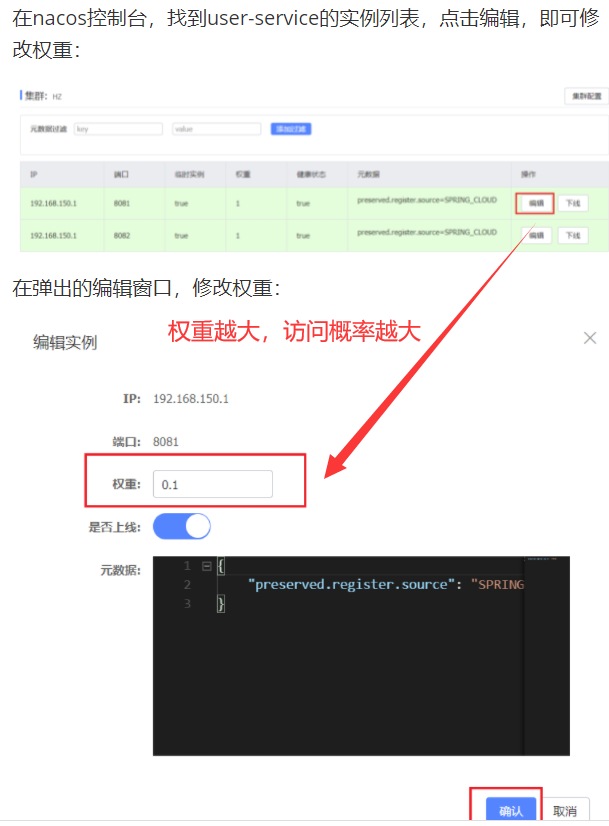 在nacos控制台，找到user-service的实例列表，点击编辑，即可修
改权重：
集群： HZ 集群配置
元数据过滤 key value 添加过滤
IP 端口 临时实例 权重 健康状态 元数据 操作
192.168.150.1 8081 true 1 true preserved.register.source=SPRING_CLOUD 编辑 下线
192.168.150.1 8082 true 1 true preserved.register.source=SPRING_CLOUD 编辑 下线
在弹出的编辑窗口，修改权重：
权重越大，访问概率越大
编辑实例
IP: 192.168.150.1
端口: 8081
权重: 0.1
是否上线:
元数据: 1 {
2 "preserved.register.source": "SPRING
3 }
确认 取消